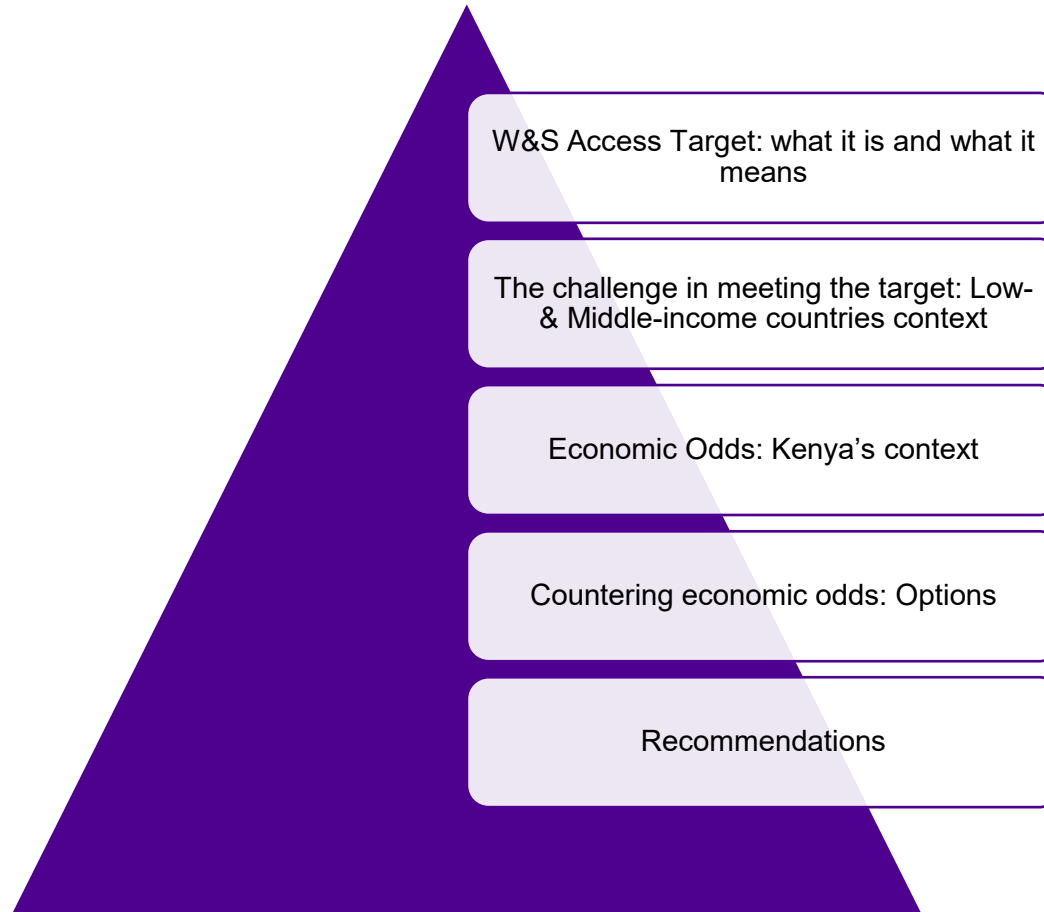 W&S Access Target: what it is and what it
means
The challenge in meeting the target: Low-
& Middle-income countries context
Economic Odds: Kenya’s context
Countering economic odds: Options
Recommendations